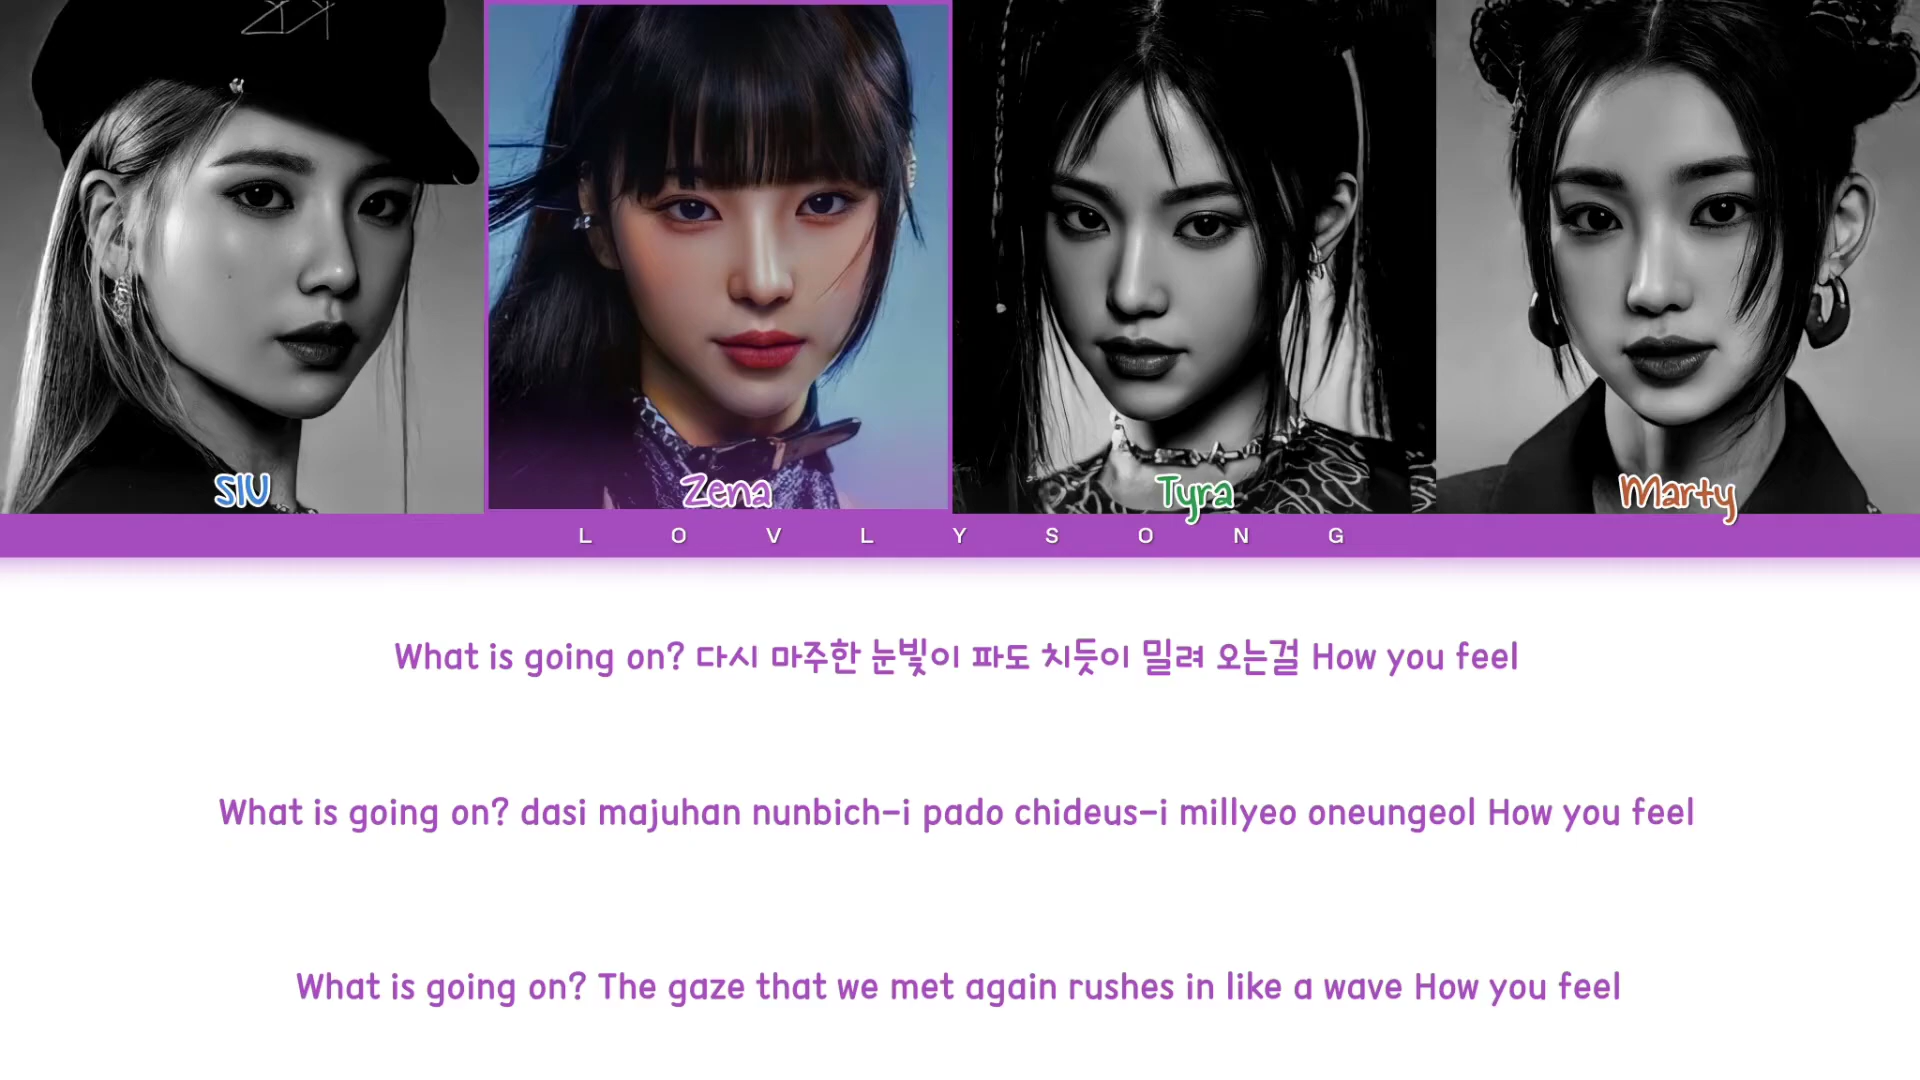 SIU
Zena
Tyra
Marty
LOVLYSONG
What is going on? 다시 마주한 눈빛이 파도 치듯이 밀려 오는걸 How you feel
What is going on? dasi majuhan nunbich-i pado chideus-i millyeo oneungeol How you feel
What is going on? The gaze that we met again rushes in like a wave How you feel